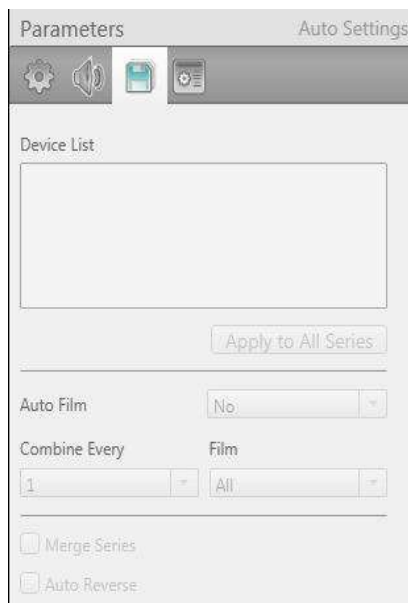 Parameters Auto Settings
Device List
Apply to All Series
Auto Film No
Combine Every Film
1 All
Merge Series
Auto Reverse